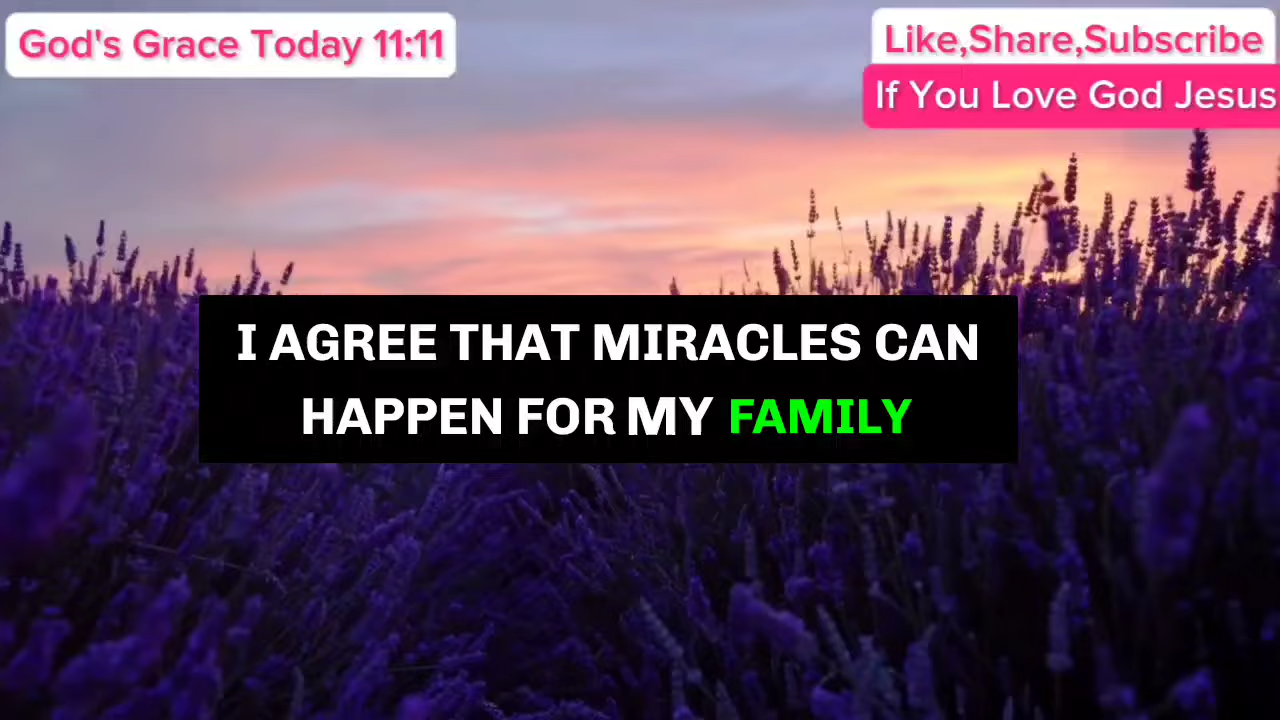 God's Grace Today 11:11
Like,Share,Subscribe
If You Love God Jesus
I AGREE THAT MIRACLES CAN
HAPPEN FOR MY FAMILY